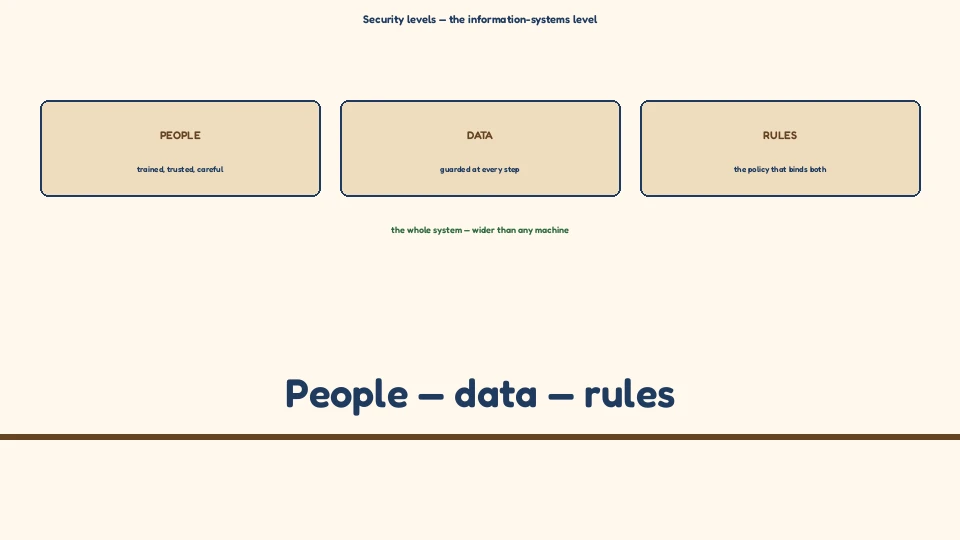 Security levels — the information-systems level
PEOPLE
trained, trusted, careful
DATA
guarded at every step
RULES
the policy that binds both
the whole system — wider than any machine
People — data — rules